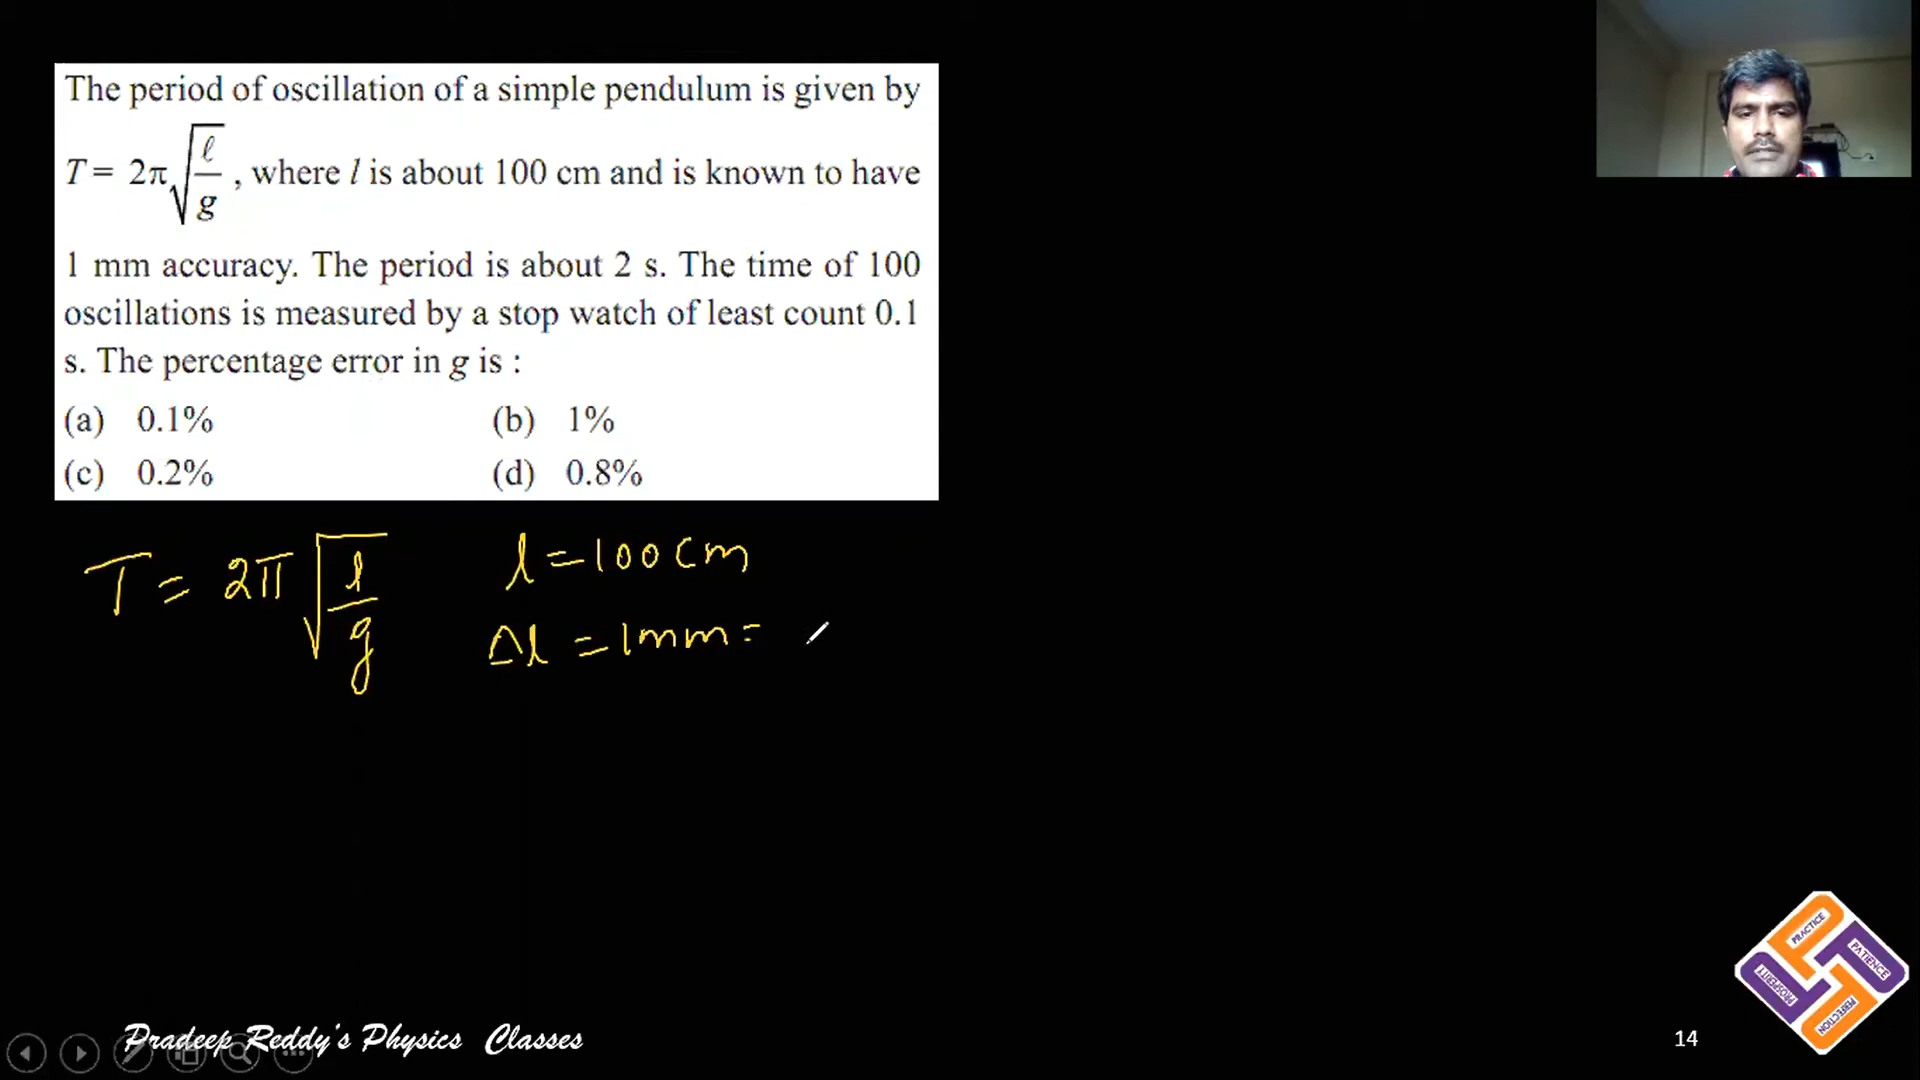 The period of oscillation of a simple pendulum is given by
T = 2π√(ℓ/g) , where l is about 100 cm and is known to have
1 mm accuracy. The period is about 2 s. The time of 100
oscillations is measured by a stop watch of least count 0.1
s. The percentage error in g is :
(a) 0.1% (b) 1%
(c) 0.2% (d) 0.8%
T = 2π√(l/g) l = 100 cm
Δl = 1 mm =
Pradeep Reddy's Physics Classes
14
PRACTICE
PATIENCE
PROSPERITY
PERFECTION